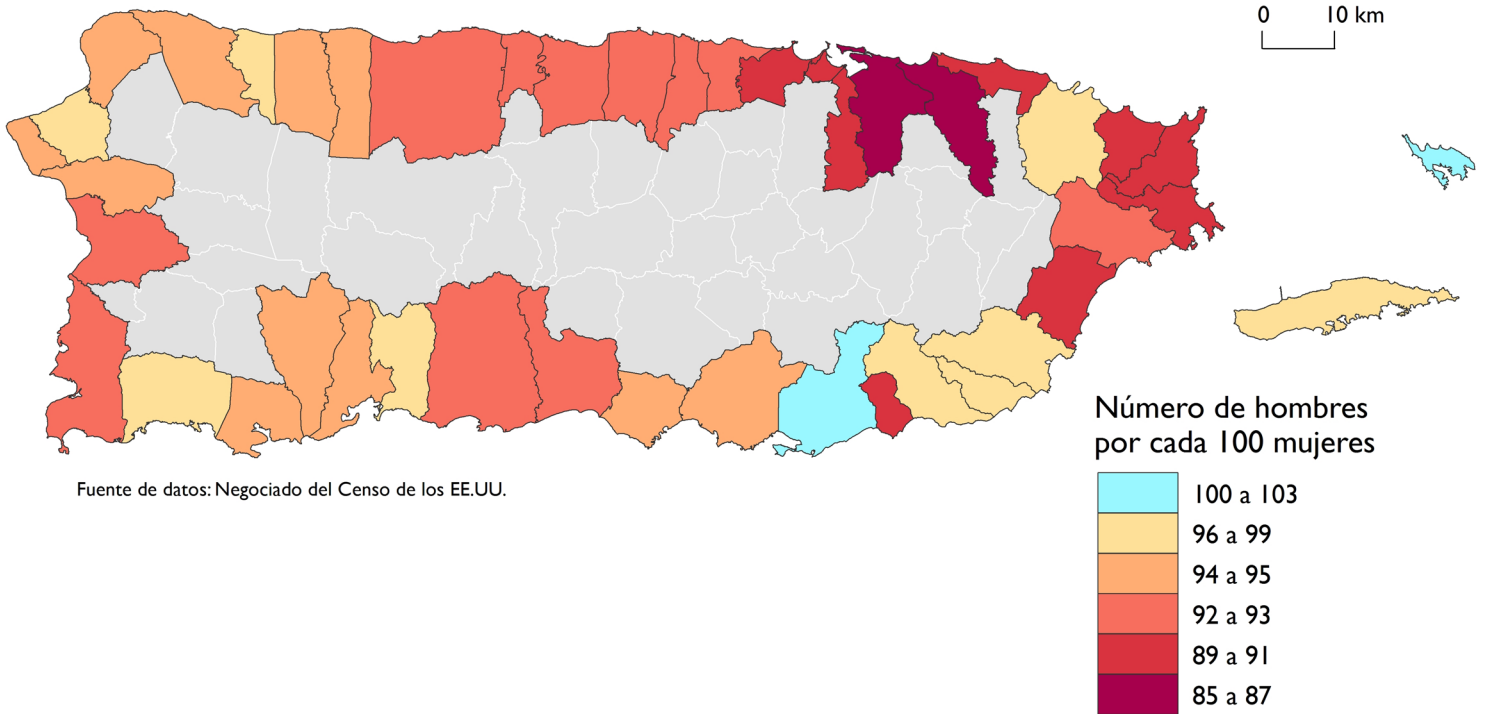 0 10 km
Número de hombres
por cada 100 mujeres
100 a 103
96 a 99
94 a 95
92 a 93
89 a 91
85 a 87
Fuente de datos: Negociado del Censo de los EE.UU.